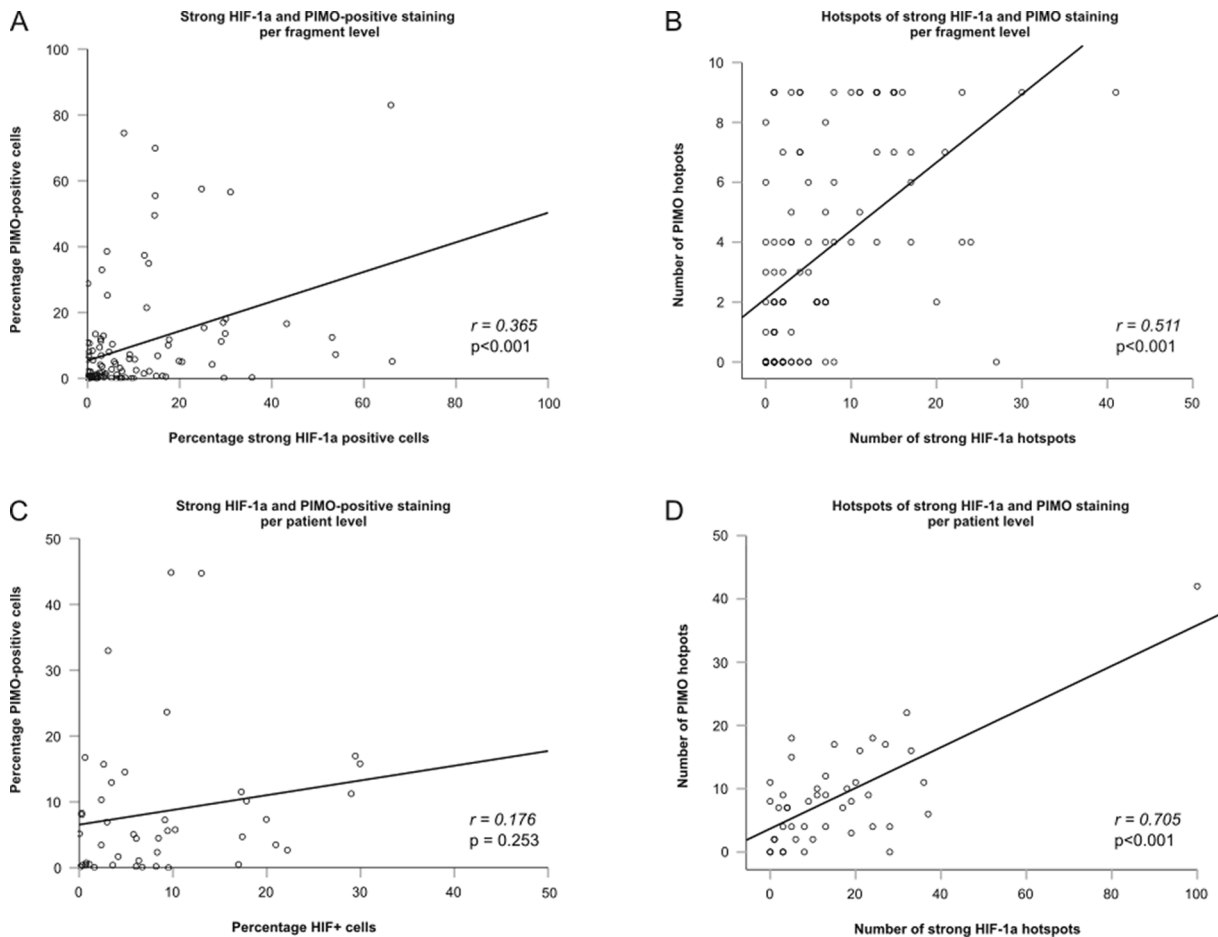 A
Strong HIF-1a and PIMO-positive staining
per fragment level
Percentage PIMO-positive cells
100
80
60
40
20
0
0 20 40 60 80 100
r = 0.365
p<0.001
Percentage strong HIF-1a positive cells
B
Hotspots of strong HIF-1a and PIMO staining
per fragment level
Number of PIMO hotpots
10
8
6
4
2
0
0 10 20 30 40 50
r = 0.511
p<0.001
Number of strong HIF-1a hotspots
C
Strong HIF-1a and PIMO-positive staining
per patient level
Percentage PIMO-positive cells
50
40
30
20
10
0
0 10 20 30 40 50
r = 0.176
p = 0.253
Percentage HIF+ cells
D
Hotspots of strong HIF-1a and PIMO staining
per patient level
Number of PIMO hotpots
50
40
30
20
10
0
0 20 40 60 80 100
r = 0.705
p<0.001
Number of strong HIF-1a hotspots